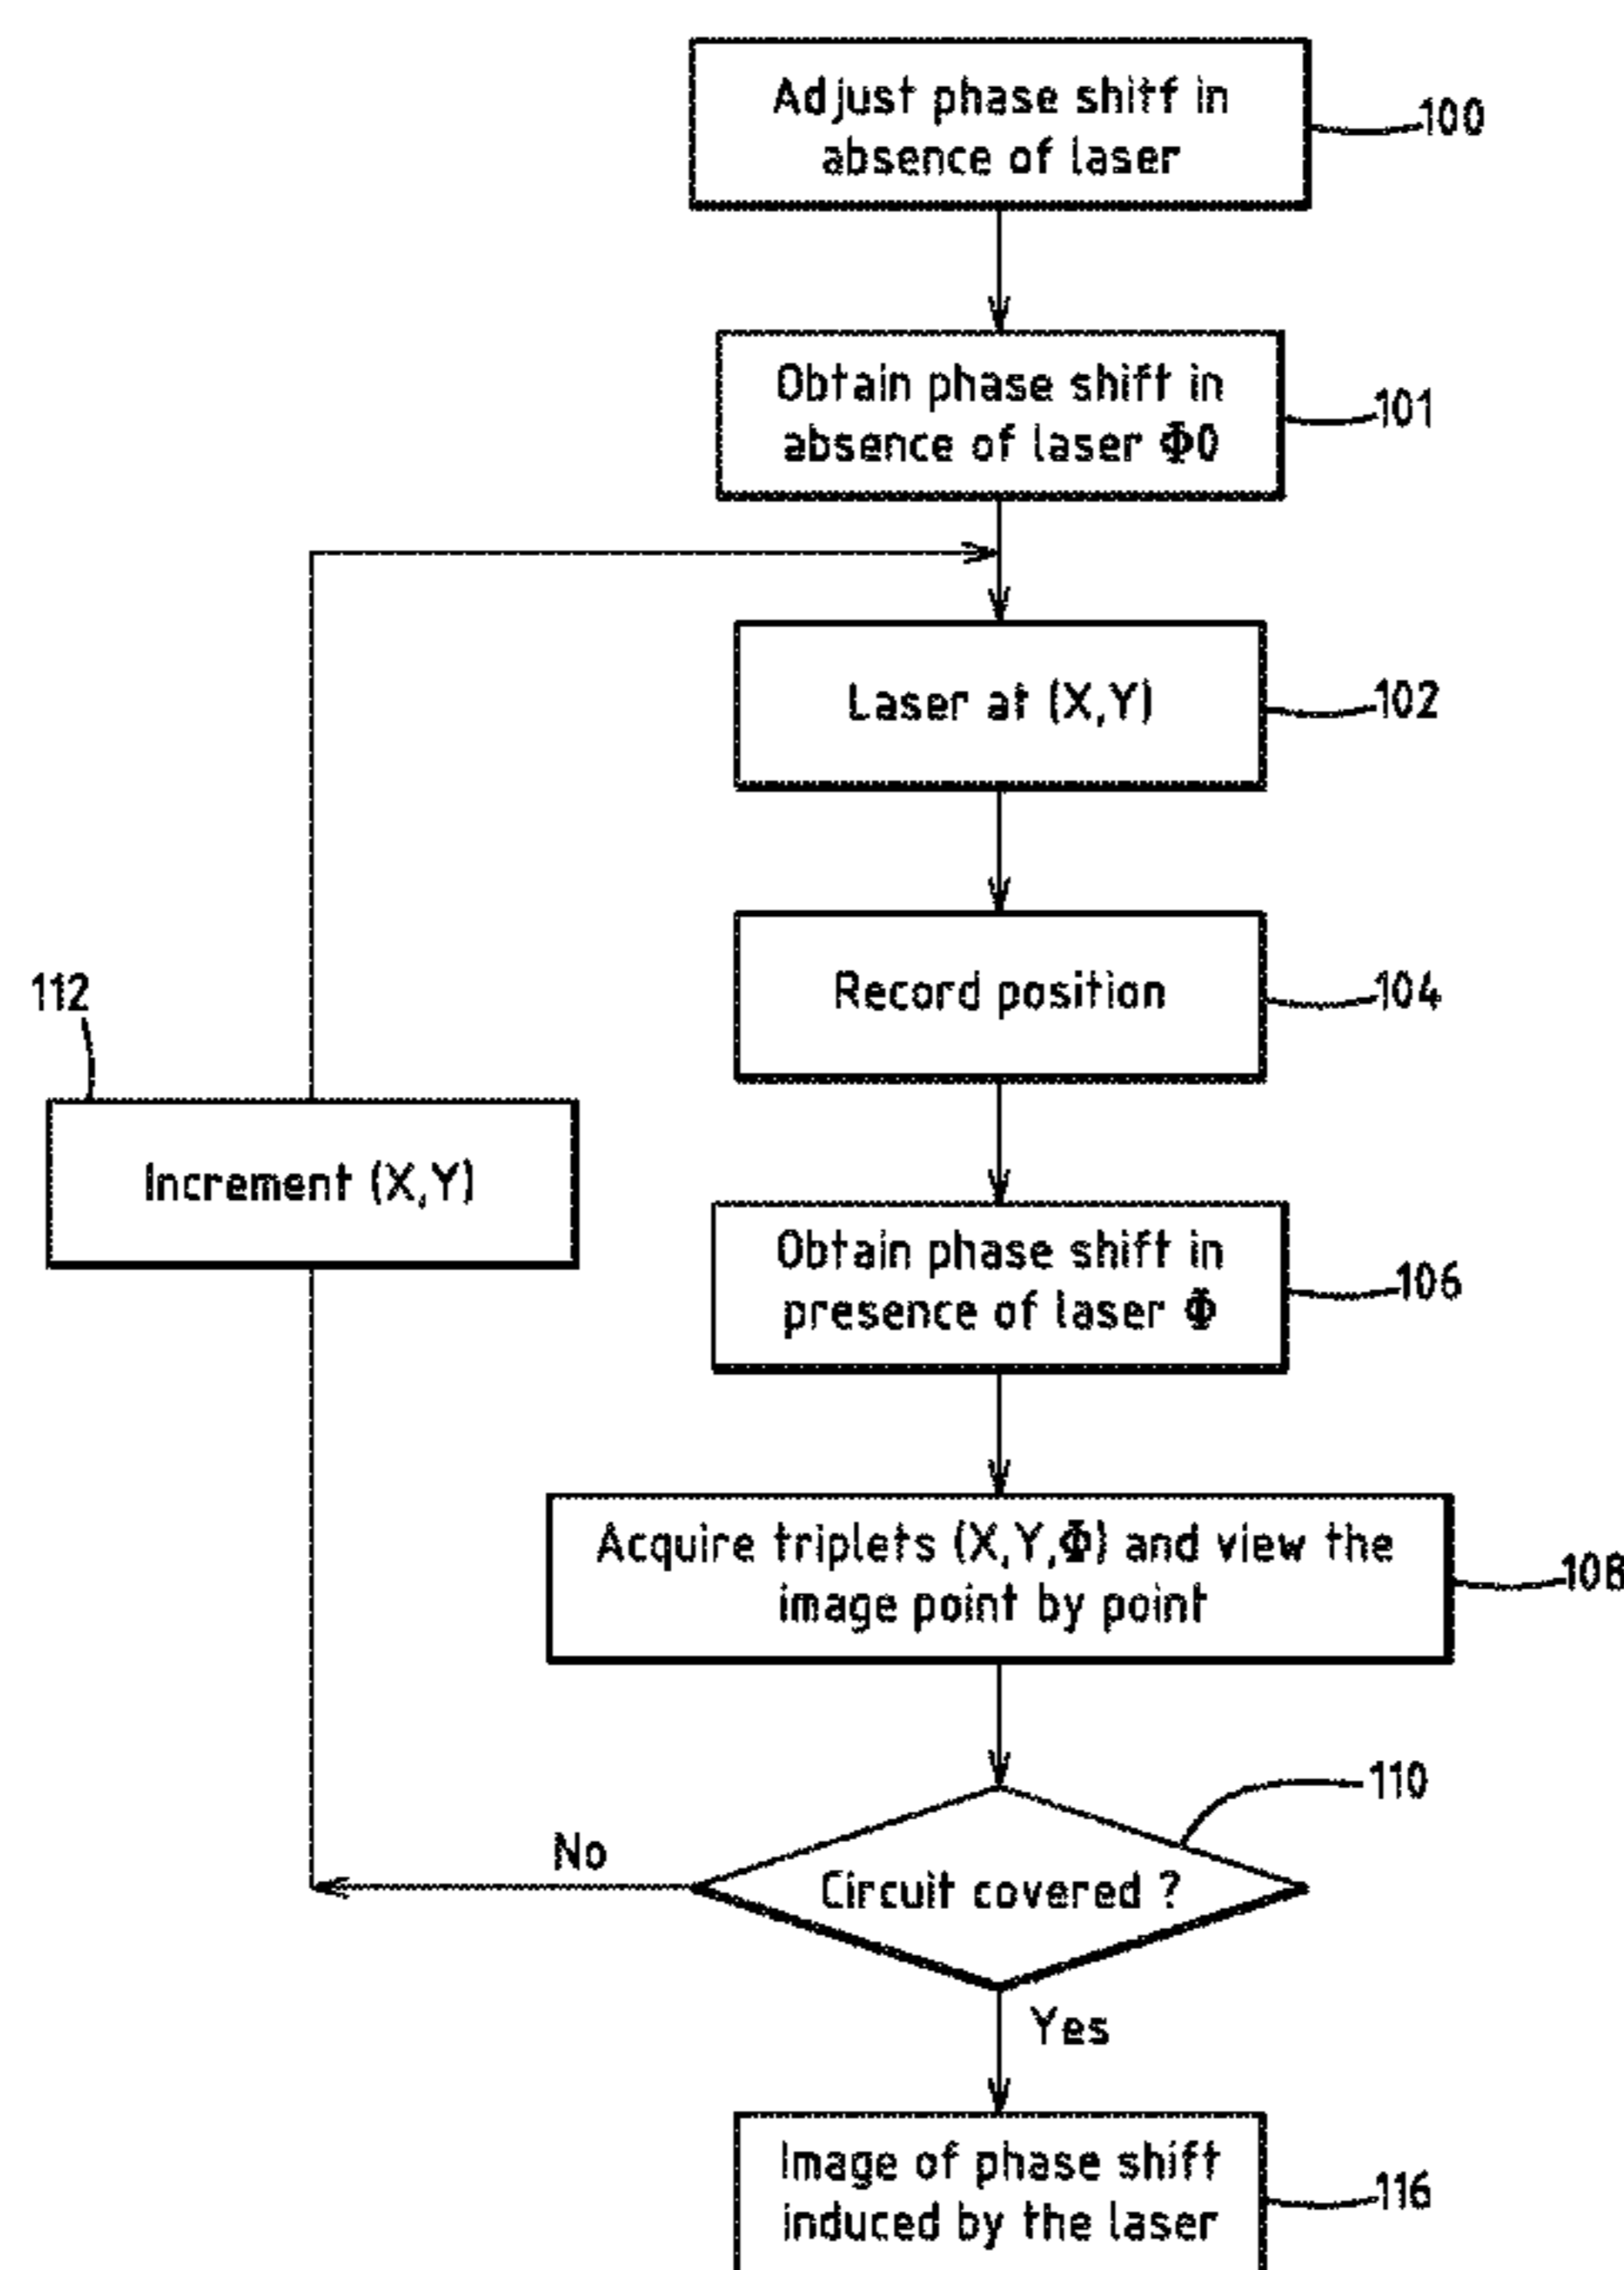 Adjust phase shitf in
absence of laser
100
Obtain phase shift in
absence of laser Φ0
101
Laser at (X,Y)
102
Record position
104
112
Increment (X,Y)
Obtain phase shift in
presence of laser Φ
106
Acquire triplets (X,Y,Φ) and view the
image point by point
108
110
No
Circuit covered ?
Yes
Image of phase shift
induced by the laser
116